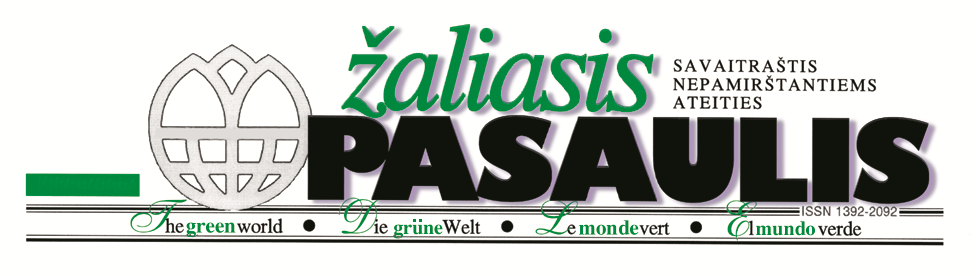 žaliasis
PASAULIS
SAVAITRAŠTIS
NEPAMIRŠTANTIEMS
ATEITIES
ISSN 1392-2092
The green world • Die grüne Welt • Le monde vert • El mundo verde